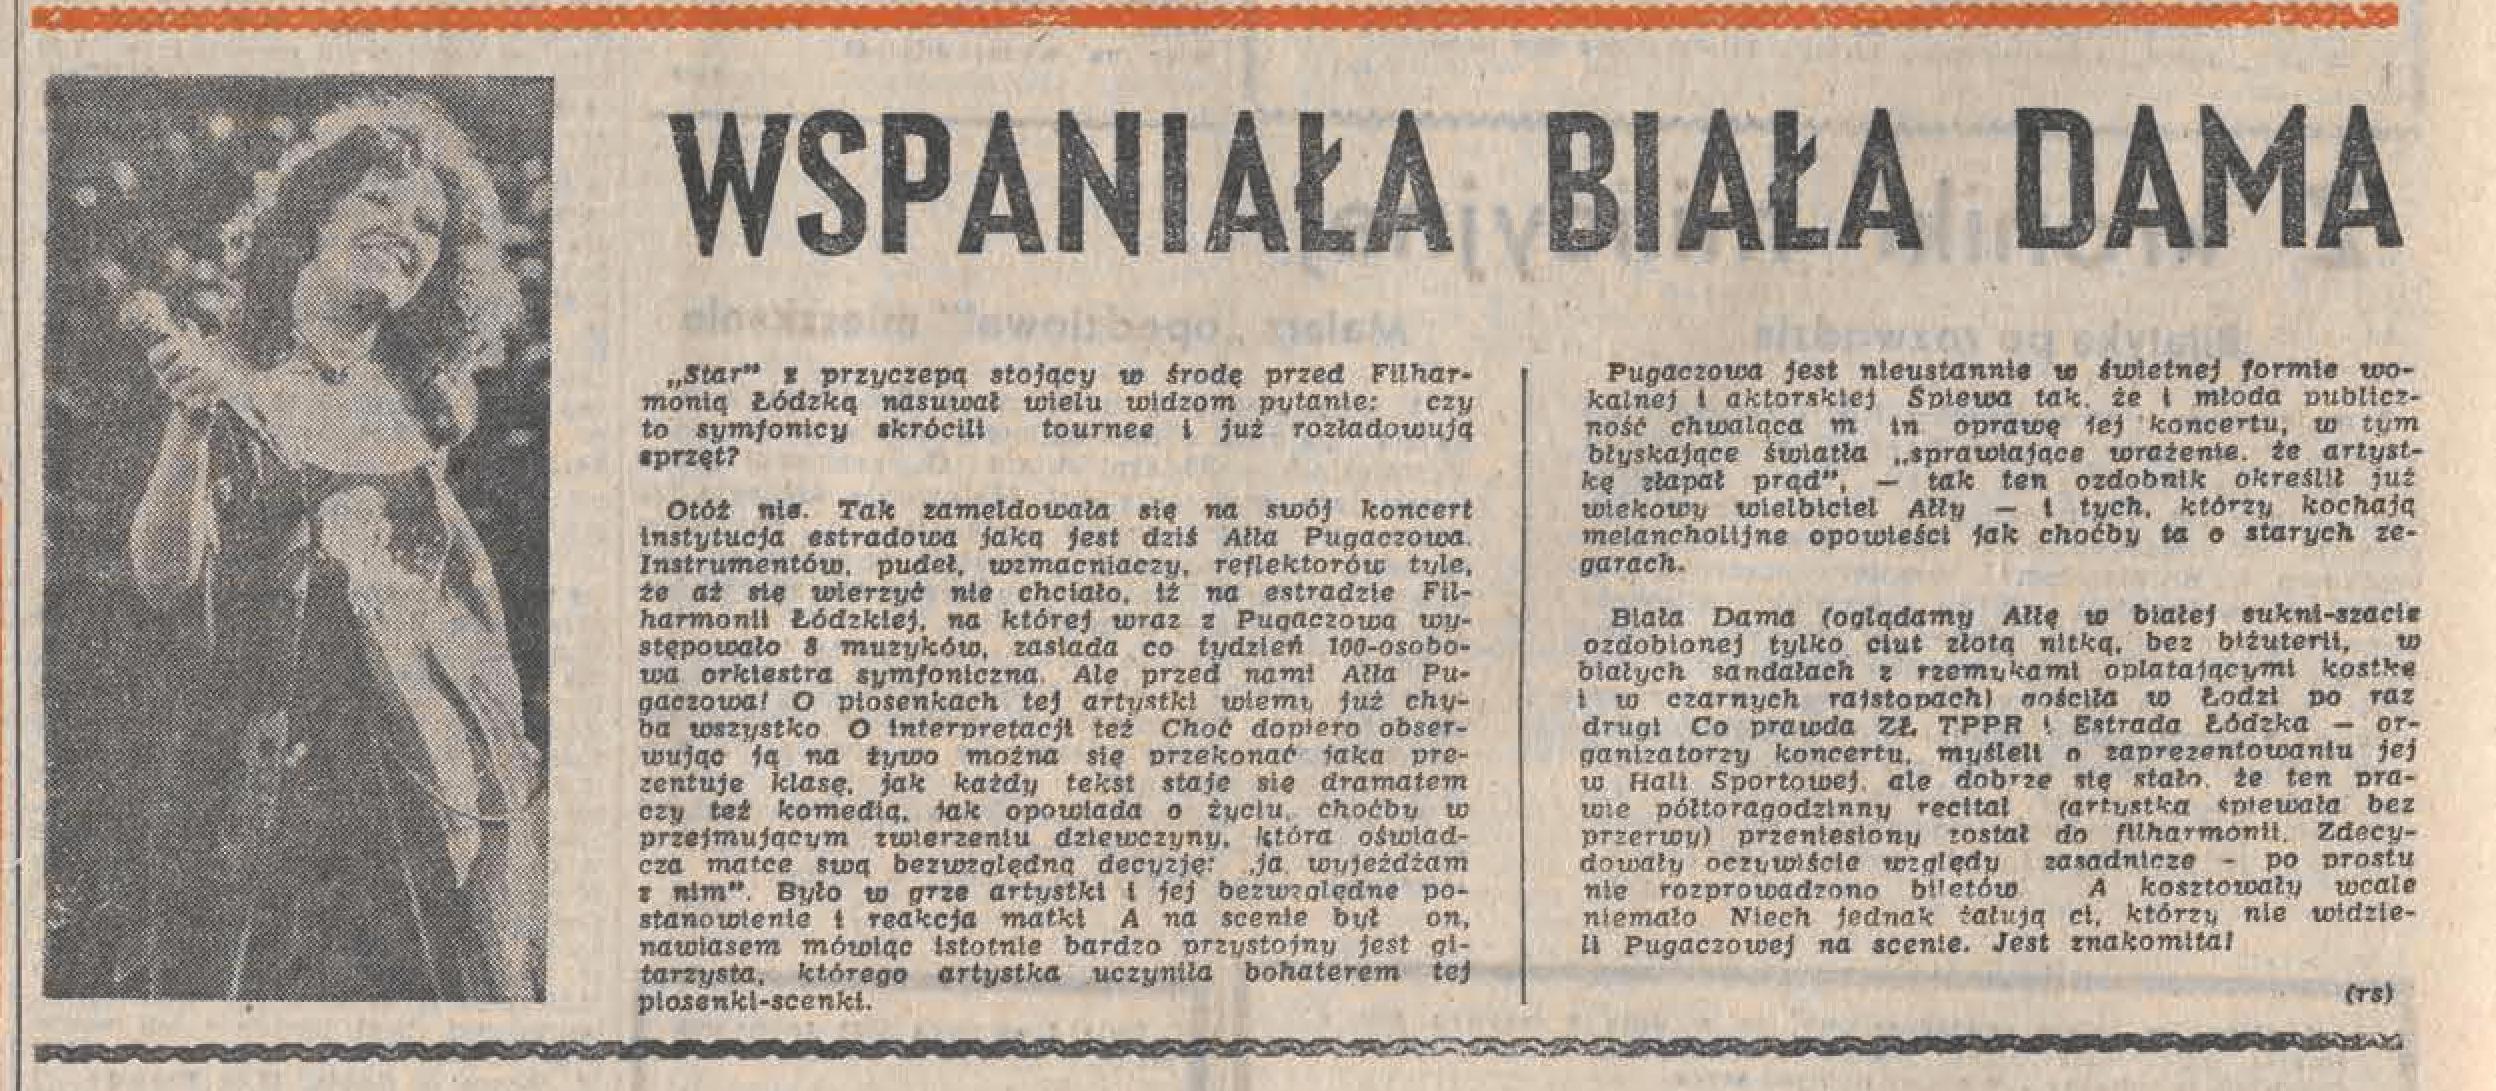 WSPANIAŁA BIAŁA DAMA
„Star" z przyczepą stojący w środę przed Filhar-
monią Łódzką nasuwał wielu widzom pytanie: czy
to symfonicy skrócili tournee i już rozładowują
sprzęt?
Otóż nie. Tak zameldowała się na swój koncert
instytucja estradowa jaką jest dziś Ałła Pugaczowa.
Instrumentów, pudeł, wzmacniaczy, reflektorów tyle,
że aż się wierzyć nie chciało, iż na estradzie Fil-
harmonii Łódzkiej, na której wraz z Pugaczową wy-
stępowało 8 muzyków, zasiada co tydzień 100-osobo-
wa orkiestra symfoniczna. Ale przed nami Ałła Pu-
gaczowa! O piosenkach tej artystki wiemy już chy-
ba wszystko O interpretacji też Choć dopiero obser-
wując ją na żywo można się przekonać jaką pre-
zentuje klasę, jak każdy tekst staje się dramatem
czy też komedią, jak opowiada o życiu, choćby w
przejmującym zwierzeniu dziewczyny, która oświad-
cza matce swą bezwzględną decyzję: „ja wyjeżdżam
z nim". Było w grze artystki i jej bezwzględne po-
stanowienie i reakcja matki A na scenie był on,
nawiasem mówiąc istotnie bardzo przystojny jest gi-
tarzysta, którego artystka uczyniła bohaterem tej
piosenki-scenki.
Pugaczowa jest nieustannie w świetnej formie wo-
kalnej i aktorskiej Śpiewa tak, że i młoda publicz-
ność chwaląca m in oprawę jej koncertu, w tym
błyskające światła „sprawiające wrażenie, że artyst-
kę złapał prąd", — tak ten ozdobnik określił już
wiekowy wielbiciel Ałły — i tych, którzy kochają
melancholijne opowieści jak choćby ta o starych ze-
garach.
Biała Dama (oglądamy Ałłę w białej sukni-szacie
ozdobionej tylko ciut złotą nitką, bez biżuterii, w
białych sandałach z rzemykami oplatającymi kostkę
i w czarnych rajstopach) gościła w Łodzi po raz
drugi Co prawda ZŁ TPPR i Estrada Łódzka — or-
ganizatorzy koncertu, myśleli o zaprezentowaniu jej
w Hali Sportowej, ale dobrze się stało, że ten pra-
wie półtoragodzinny recital (artystka śpiewała bez
przerwy) przeniesiony został do filharmonii. Zdecy-
dowały oczywiście względy zasadnicze – po prostu
nie rozprowadzono biletów A kosztowały wcale
niemało Niech jednak żałują ci, którzy nie widzie-
li Pugaczowej na scenie. Jest znakomita!
(rs)